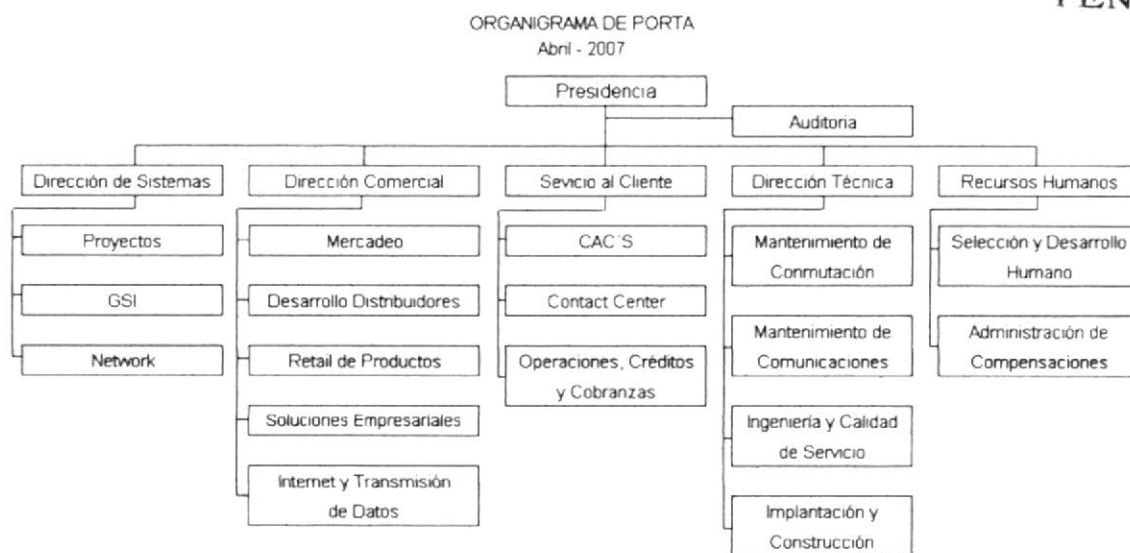 ORGANIGRAMA DE PORTA
Abril - 2007
Presidencia
Auditoria
Dirección de Sistemas
Dirección Comercial
Sevicio al Cliente
Dirección Técnica
Recursos Humanos
Proyectos
GSI
Network
Mercadeo
Desarrollo Distribuidores
Retail de Productos
Soluciones Empresariales
Internet y Transmisión
de Datos
CAC´S
Contact Center
Operaciones, Créditos
y Cobranzas
Mantenimiento de
Conmutación
Mantenimiento de
Comunicaciones
Ingeniería y Calidad
de Servicio
Implantación y
Construcción
Selección y Desarrollo
Humano
Administración de
Compensaciones